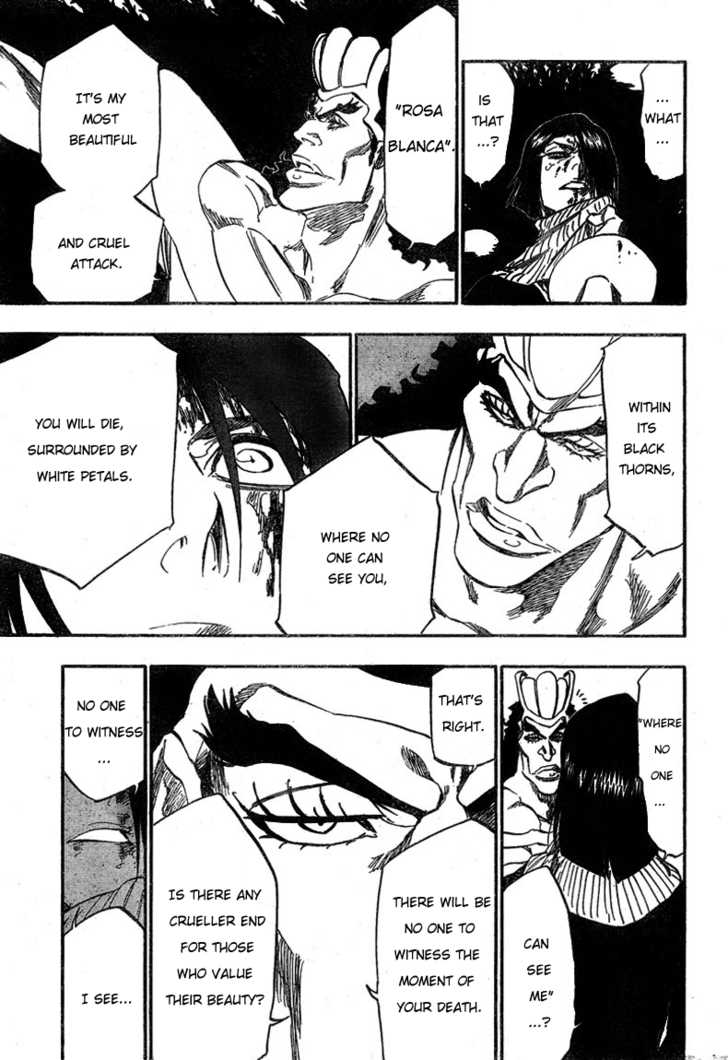 ... 
WHAT
...
IS
THAT
...?
"ROSA
BLANCA".
IT'S MY
MOST
BEAUTIFUL
AND CRUEL
ATTACK.
WITHIN
ITS
BLACK
THORNS,
WHERE NO
ONE CAN
SEE YOU,
YOU WILL DIE,
SURROUNDED BY
WHITE PETALS.
"WHERE
NO
ONE
...
CAN
SEE
ME"
...?
THAT'S
RIGHT.
THERE WILL BE
NO ONE TO
WITNESS THE
MOMENT OF
YOUR DEATH.
IS THERE ANY
CRUELLER END
FOR THOSE
WHO VALUE
THEIR BEAUTY?
NO ONE
TO WITNESS
...
I SEE...